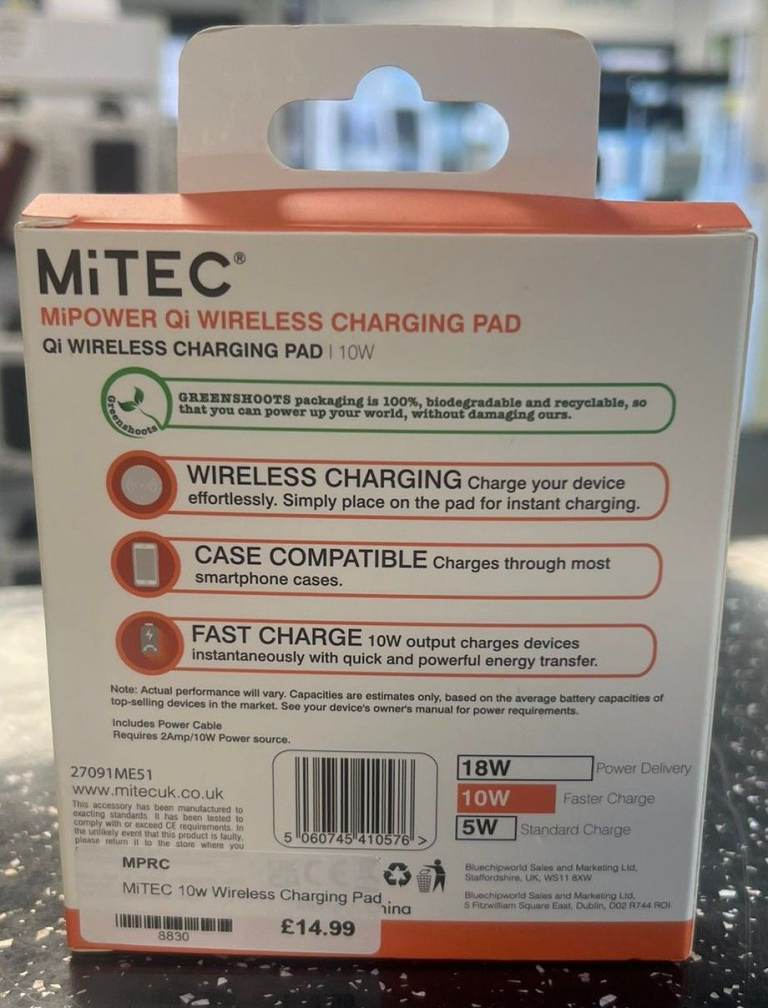 MiTEC®
MiPOWER Qi WIRELESS CHARGING PAD
Qi WIRELESS CHARGING PAD | 10W
Greenshoots
GREENSHOOTS packaging is 100%, biodegradable and recyclable, so
that you can power up your world, without damaging ours.
WIRELESS CHARGING Charge your device
effortlessly. Simply place on the pad for instant charging.
CASE COMPATIBLE Charges through most
smartphone cases.
FAST CHARGE 10W output charges devices
instantaneously with quick and powerful energy transfer.
Note: Actual performance will vary. Capacities are estimates only, based on the average battery capacities of
top-selling devices in the market. See your device's owner's manual for power requirements.
Includes Power Cable
Requires 2Amp/10W Power source.
27091ME51
www.mitecuk.co.uk
This accessory has been manufactured to
exacting standards. It has been tested to
comply with or exceed CE requirements. In
the unlikely event that this product is faulty,
please return it to the store where you
5 060745 410576 >
18W Power Delivery
10W Faster Charge
5W Standard Charge
Bluechipworld Sales and Marketing Ltd,
Staffordshire, UK, WS11 8XW
Bluechipworld Sales and Marketing Ltd,
5 Fitzwilliam Square East, Dublin, D02 R744 ROI
MPRC
MiTEC 10w Wireless Charging Pad
8830
£14.99